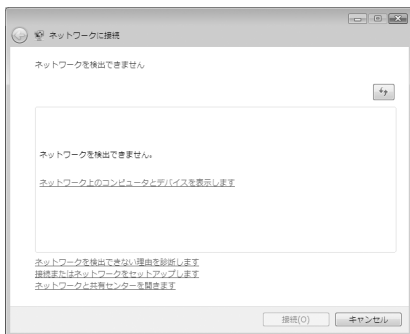 ネットワークに接続
ネットワークを検出できません
ネットワークを検出できません。
ネットワーク上のコンピュータとデバイスを表示します
ネットワークを検出できない理由を診断します
接続またはネットワークをセットアップします
ネットワークと共有センターを開きます
接続(O)
キャンセル